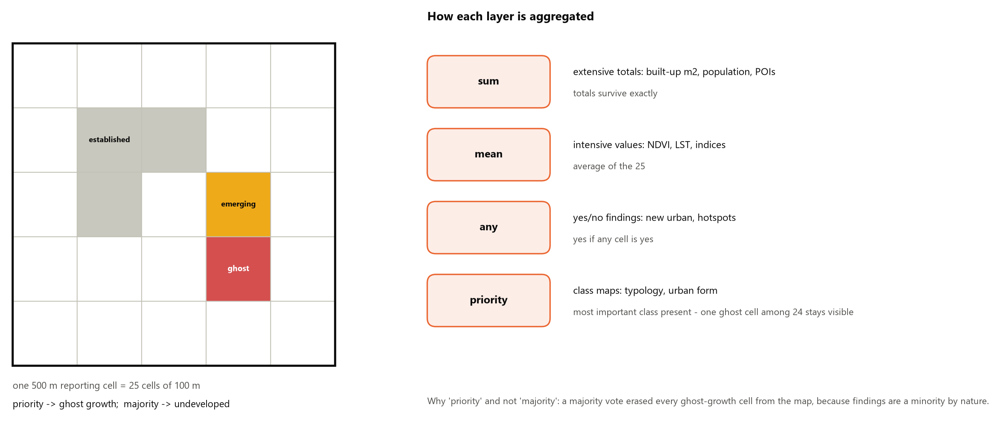 How each layer is aggregated
established
emerging
ghost
one 500 m reporting cell = 25 cells of 100 m
priority -> ghost growth;  majority -> undeveloped
sum
extensive totals: built-up m2, population, POIs
totals survive exactly
mean
intensive values: NDVI, LST, indices
average of the 25
any
yes/no findings: new urban, hotspots
yes if any cell is yes
priority
class maps: typology, urban form
most important class present - one ghost cell among 24 stays visible
Why 'priority' and not 'majority': a majority vote erased every ghost-growth cell from the map, because findings are a minority by nature.